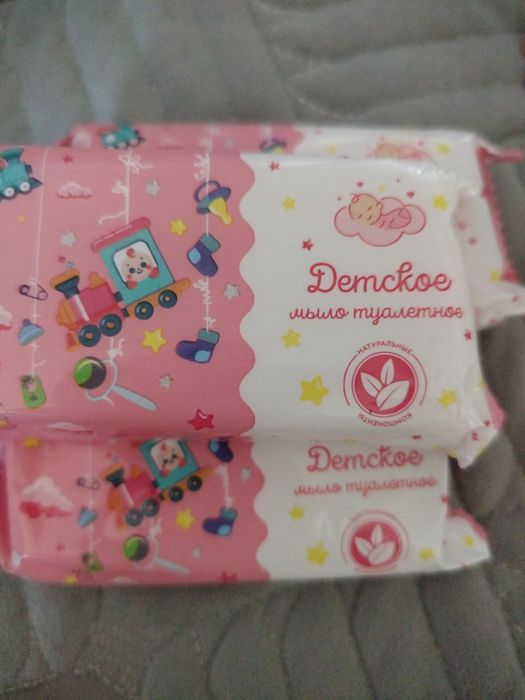 Детское
мыло туалетное
НАТУРАЛЬНЫЕ
КОМПОНЕНТЫ
Детское
мыло туалетное